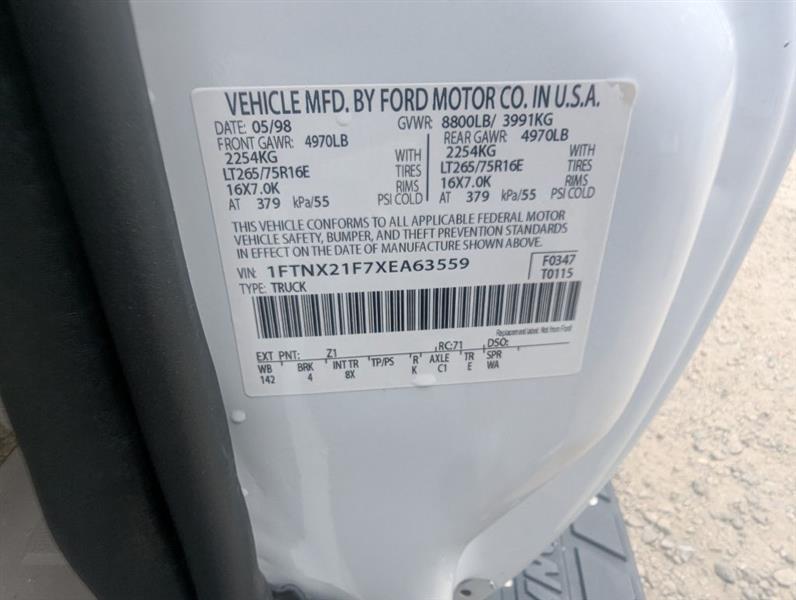 VEHICLE MFD. BY FORD MOTOR CO. IN U.S.A.
DATE: 05/98 GVWR: 8800LB/ 3991KG
FRONT GAWR: 4970LB REAR GAWR: 4970LB
2254KG WITH 2254KG WITH
LT265/75R16E TIRES LT265/75R16E TIRES
16X7.0K RIMS 16X7.0K RIMS
AT 379 kPa/55 PSI COLD AT 379 kPa/55 PSI COLD
THIS VEHICLE CONFORMS TO ALL APPLICABLE FEDERAL MOTOR
VEHICLE SAFETY, BUMPER, AND THEFT PREVENTION STANDARDS
IN EFFECT ON THE DATE OF MANUFACTURE SHOWN ABOVE.
VIN: 1FTNX21F7XEA63559 F0347
TYPE: TRUCK T0115
Replacement label. Not from Ford
EXT PNT: Z1 RC:71 DSO:
WB BRK INT TR TP/PS R AXLE TR SPR
142 4 8X K C1 E WA